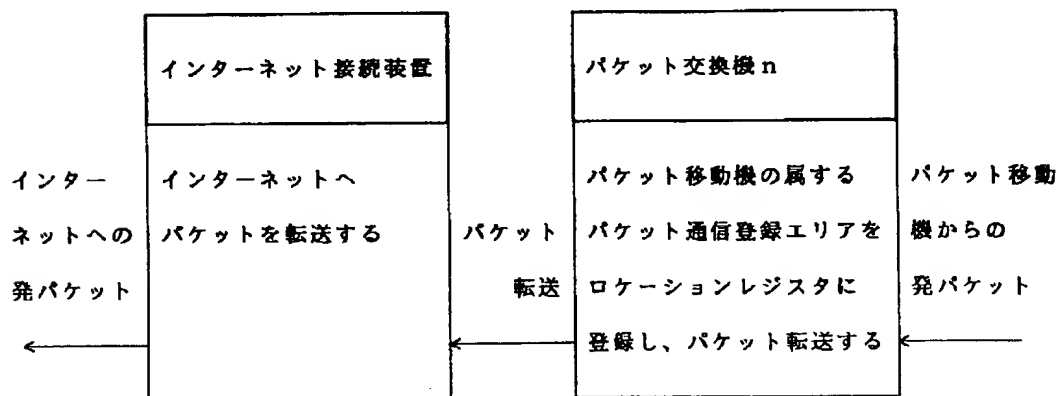 インターネット接続装置
パケット交換機n
インター
ネットへの
発パケット
インターネットへ
パケットを転送する
パケット
転送
パケット移動機の属する
パケット通信登録エリアを
ロケーションレジスタに
登録し、パケット転送する
パケット移動
機からの
発パケット